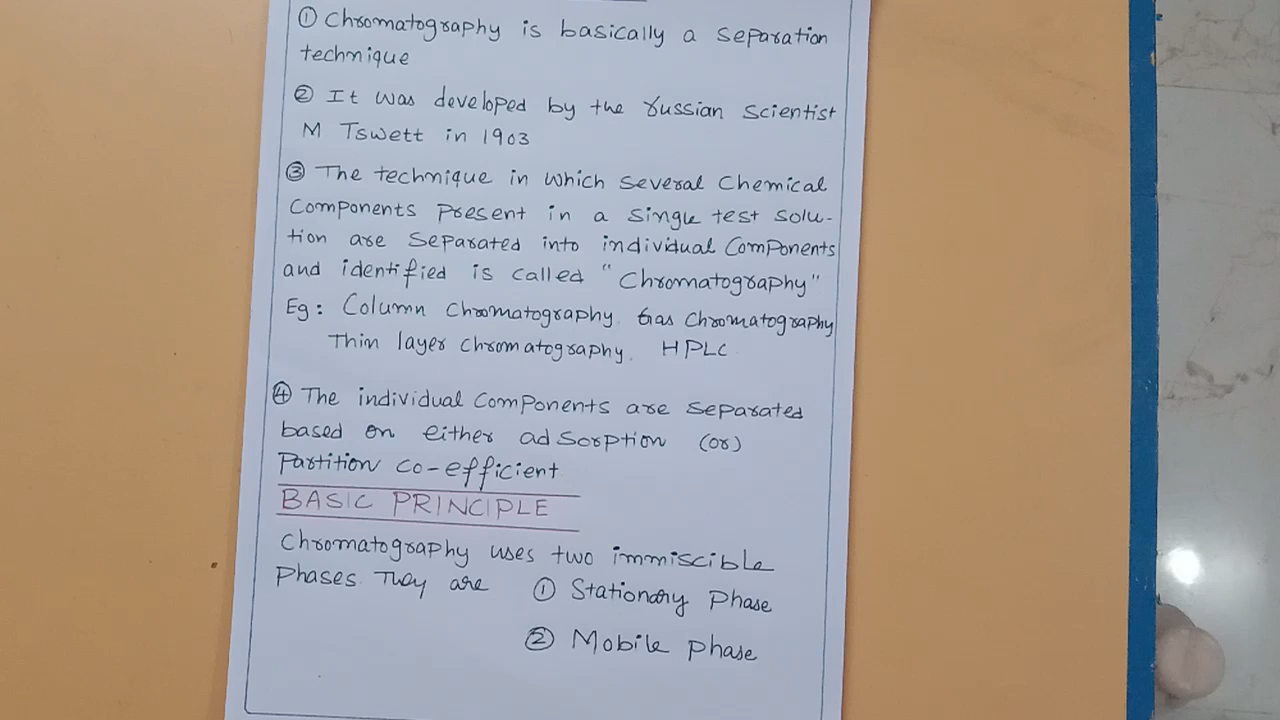 ① Chromatography is basically a separation
technique
② It was developed by the russian scientist
M Tswett in 1903
③ The technique in which several chemical
components present in a single test solu-
tion are separated into individual components
and identified is called "Chromatography"
Eg: Column chromatography. Gas chromatography
Thin layer chromatography. HPLC
④ The individual components are separated
based on either adsorption (or)
Partition co-efficient
BASIC PRINCIPLE
Chromatography uses two immiscible
phases They are ① Stationary phase
② Mobile phase